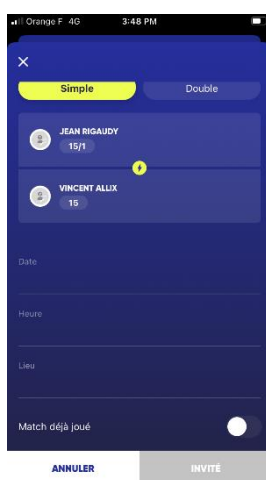 Orange F 4G 3:48 PM
Simple Double
JEAN RIGAUDY
15/1
VINCENT ALLIX
15
Date
Heure
Lieu
Match déjà joué
ANNULER INVITÉ